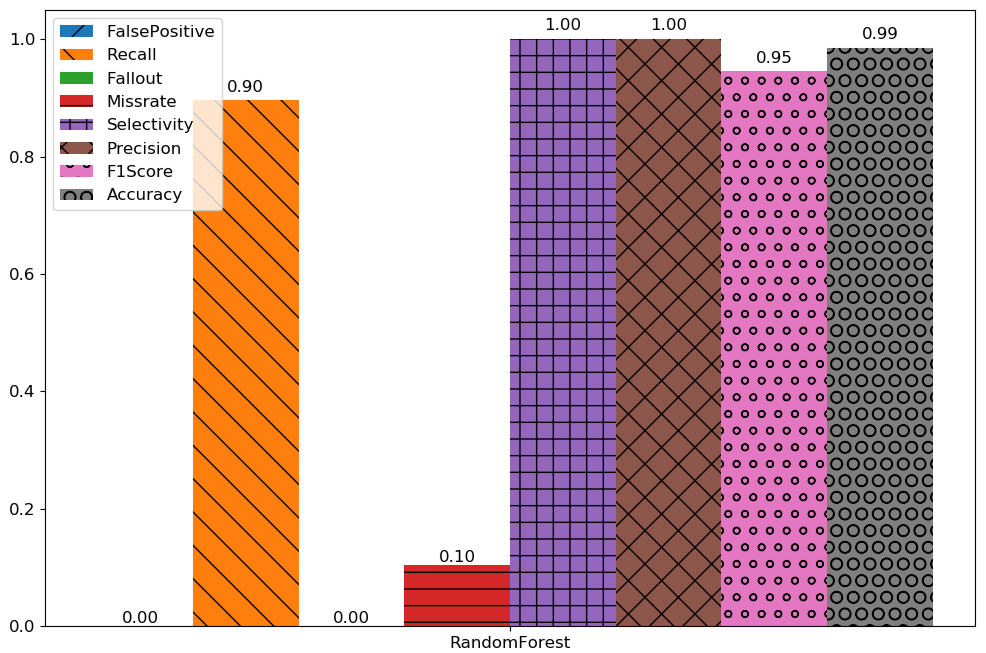 FalsePositive
Recall
Fallout
Missrate
Selectivity
Precision
F1Score
Accuracy
1.0
0.8
0.6
0.4
0.2
0.0
0.00
0.90
0.00
0.10
1.00
1.00
0.95
0.99
RandomForest